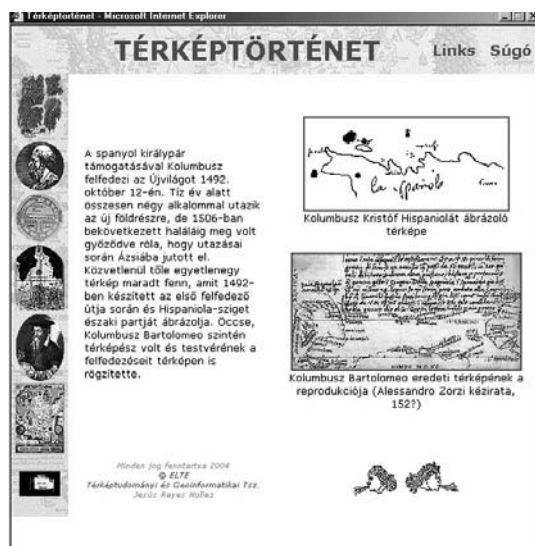 Térképtörténet - Microsoft Internet Explorer
TÉRKÉPTÖRTÉNET
Links Súgó
A spanyol királypár
támogatásával Kolumbusz
felfedezi az Újvilágot 1492.
október 12-én. Tíz év alatt
összesen négy alkalommal utazik
az új földrészre, de 1506-ban
bekövetkezett haláláig meg volt
győződve róla, hogy utazásai
során Ázsiába jutott el.
Közvetlenül tőle egyetlenegy
térkép maradt fenn, amit 1492-
ben készített az első felfedező
útja során és Hispaniola-sziget
északi partját ábrázolja. Öccse,
Kolumbusz Bartolomeo szintén
térképész volt és testvérének a
felfedezőseit térképen is
rögzítette.
la española
Kolumbusz Kristóf Hispaniolát ábrázoló
térképe
Kolumbusz Bartolomeo eredeti térképének a
reprodukciója (Alessandro Zorzi kézirata,
152?)
Minden jog fenntartva 2004
© ELTE
Térképtudományi és Geoinformatikai Tsz.
Jesús Reyes Nuñez